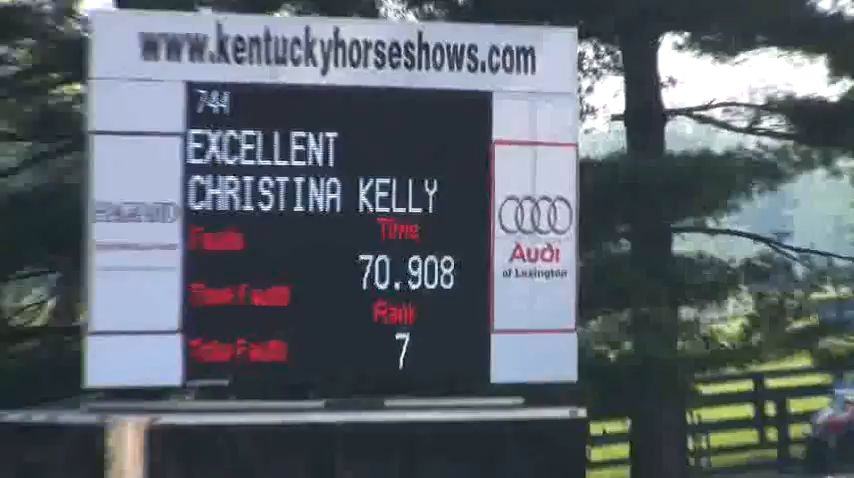 www.kentuckyhorseshows.com
744
EXCELLENT
CHRISTINA KELLY
Faults
Time
70.908
Time Faults
Rank
Total Faults
7
Audi
of Lexington